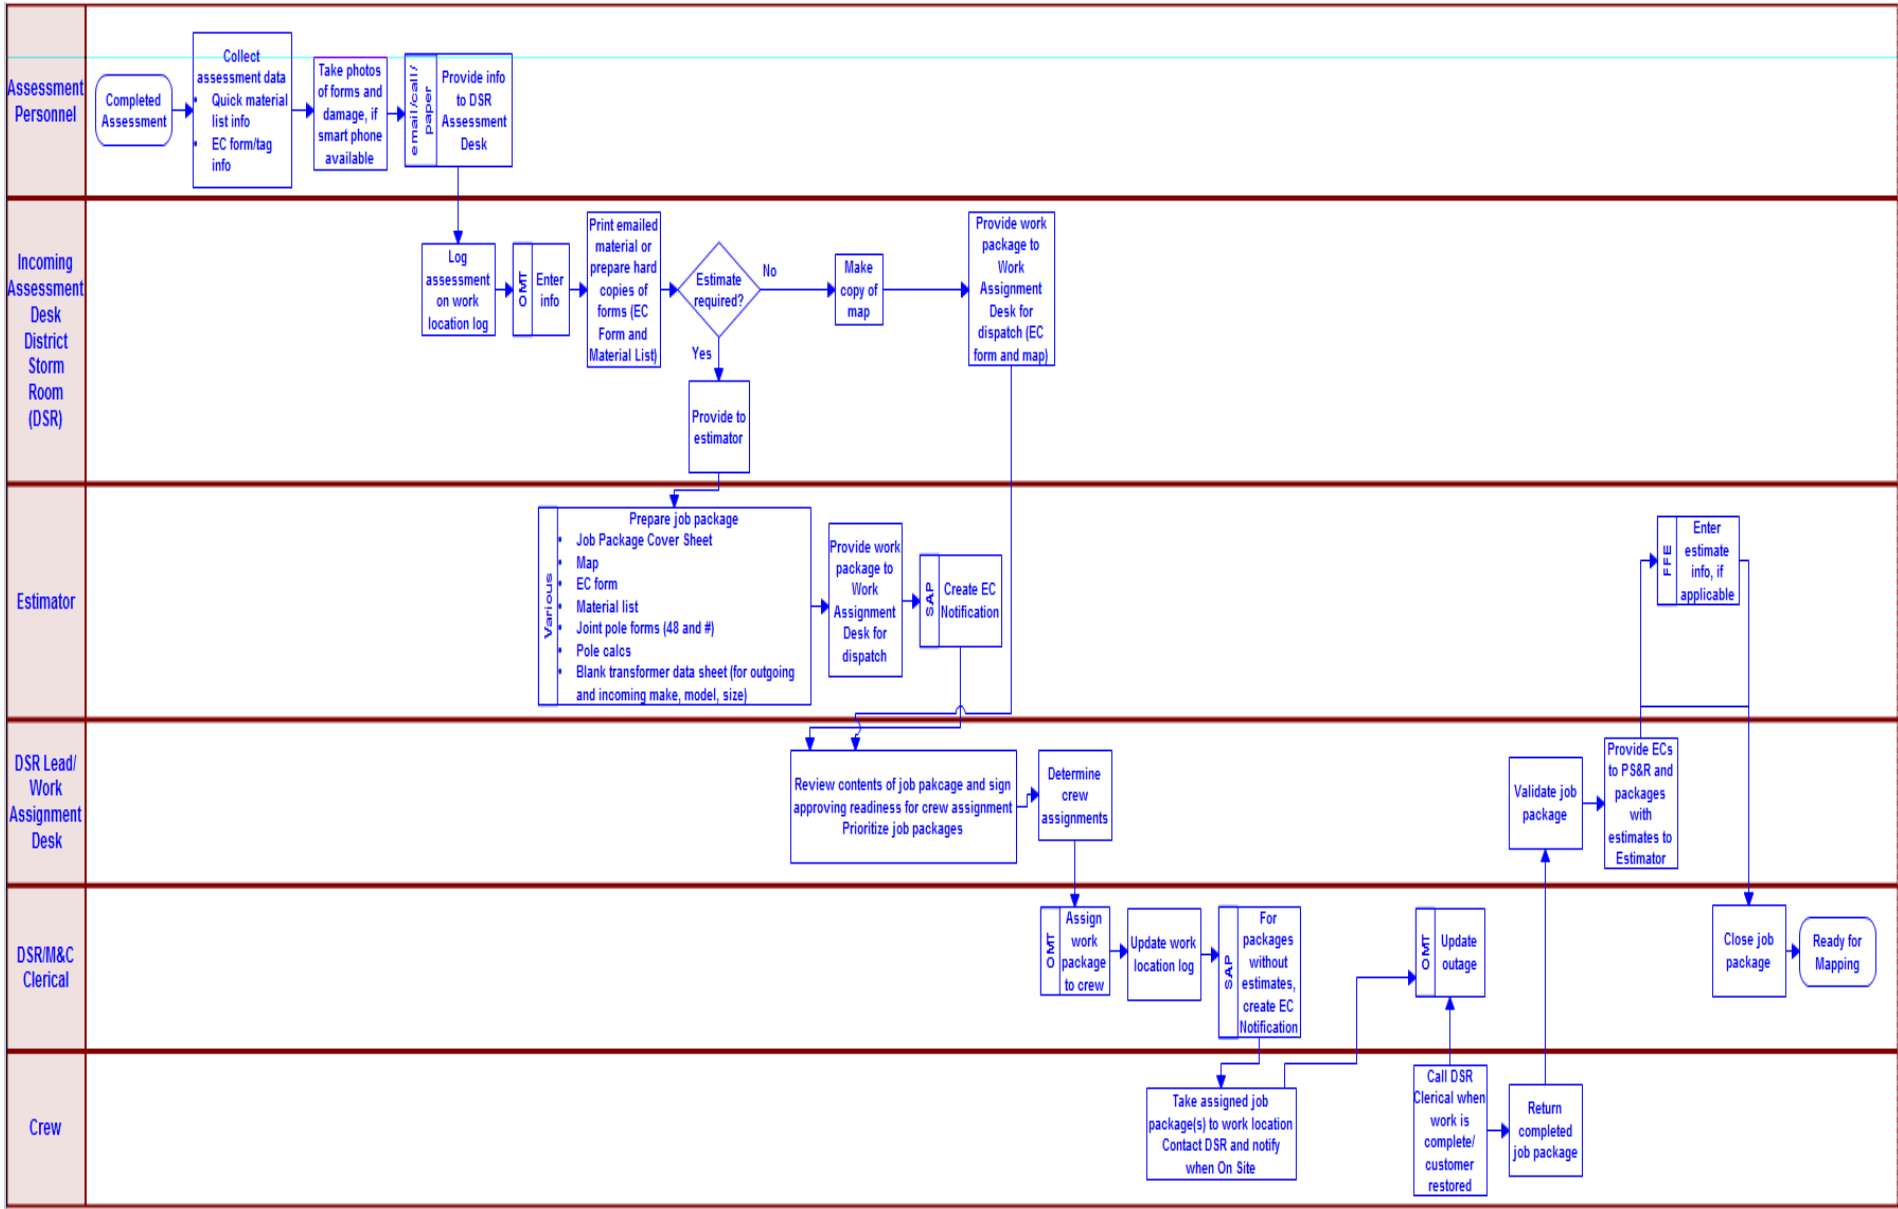 Assessment
Personnel
Completed
Assessment
Collect
assessment data
• Quick material
list info
• EC form/tag
info
Take photos
of forms and
damage, if
smart phone
available
email/call/
paper
Provide info
to DSR
Assessment
Desk
Incoming
Assessment
Desk
District
Storm
Room
(DSR)
Log
assessment
on work
location log
OMT
Enter
info
Print emailed
material or
prepare hard
copies of
forms (EC
Form and
Material List)
Estimate
required?
No
Yes
Make
copy of
map
Provide work
package to
Work
Assignment
Desk for
dispatch (EC
form and map)
Provide to
estimator
Estimator
Various
Prepare job package
• Job Package Cover Sheet
• Map
• EC form
• Material list
• Joint pole forms (48 and #)
• Pole calcs
• Blank transformer data sheet (for outgoing
and incoming make, model, size)
Provide work
package to
Work
Assignment
Desk for
dispatch
SAP
Create EC
Notification
FFE
Enter
estimate
info, if
applicable
DSR Lead/
Work
Assignment
Desk
Review contents of job pakcage and sign
approving readiness for crew assignment
Prioritize job packages
Determine
crew
assignments
Validate job
package
Provide ECs
to PS&R and
packages
with
estimates to
Estimator
DSR/M&C
Clerical
OMT
Assign
work
package
to crew
Update work
location log
SAP
For
packages
without
estimates,
create EC
Notification
OMT
Update
outage
Close job
package
Ready for
Mapping
Crew
Take assigned job
package(s) to work location
Contact DSR and notify
when On Site
Call DSR
Clerical when
work is
complete/
customer
restored
Return
completed
job package